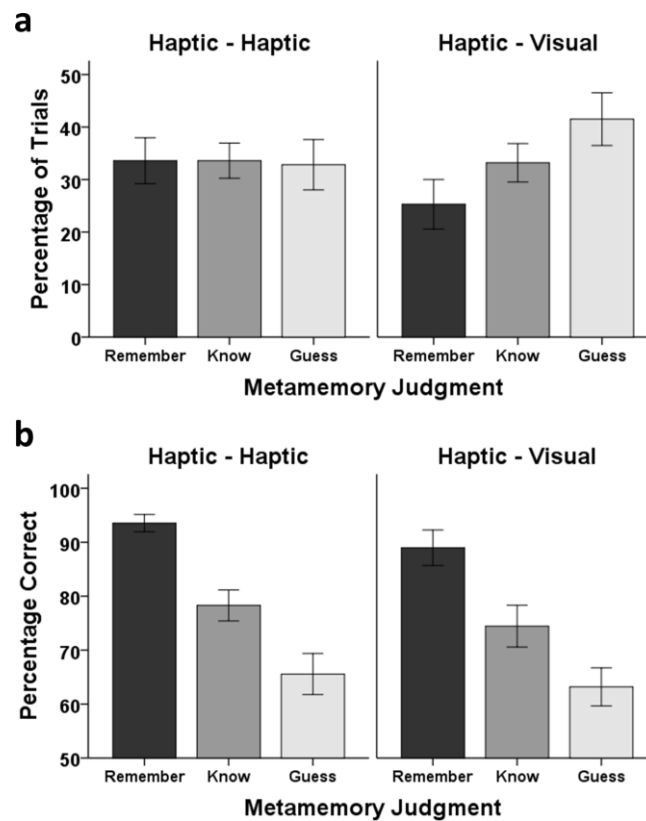 a
Haptic - Haptic
Haptic - Visual
Percentage of Trials
50
40
30
20
10
0
Remember Know Guess
Remember Know Guess
Metamemory Judgment
b
Haptic - Haptic
Haptic - Visual
Percentage Correct
100
90
80
70
60
50
Remember Know Guess
Remember Know Guess
Metamemory Judgment